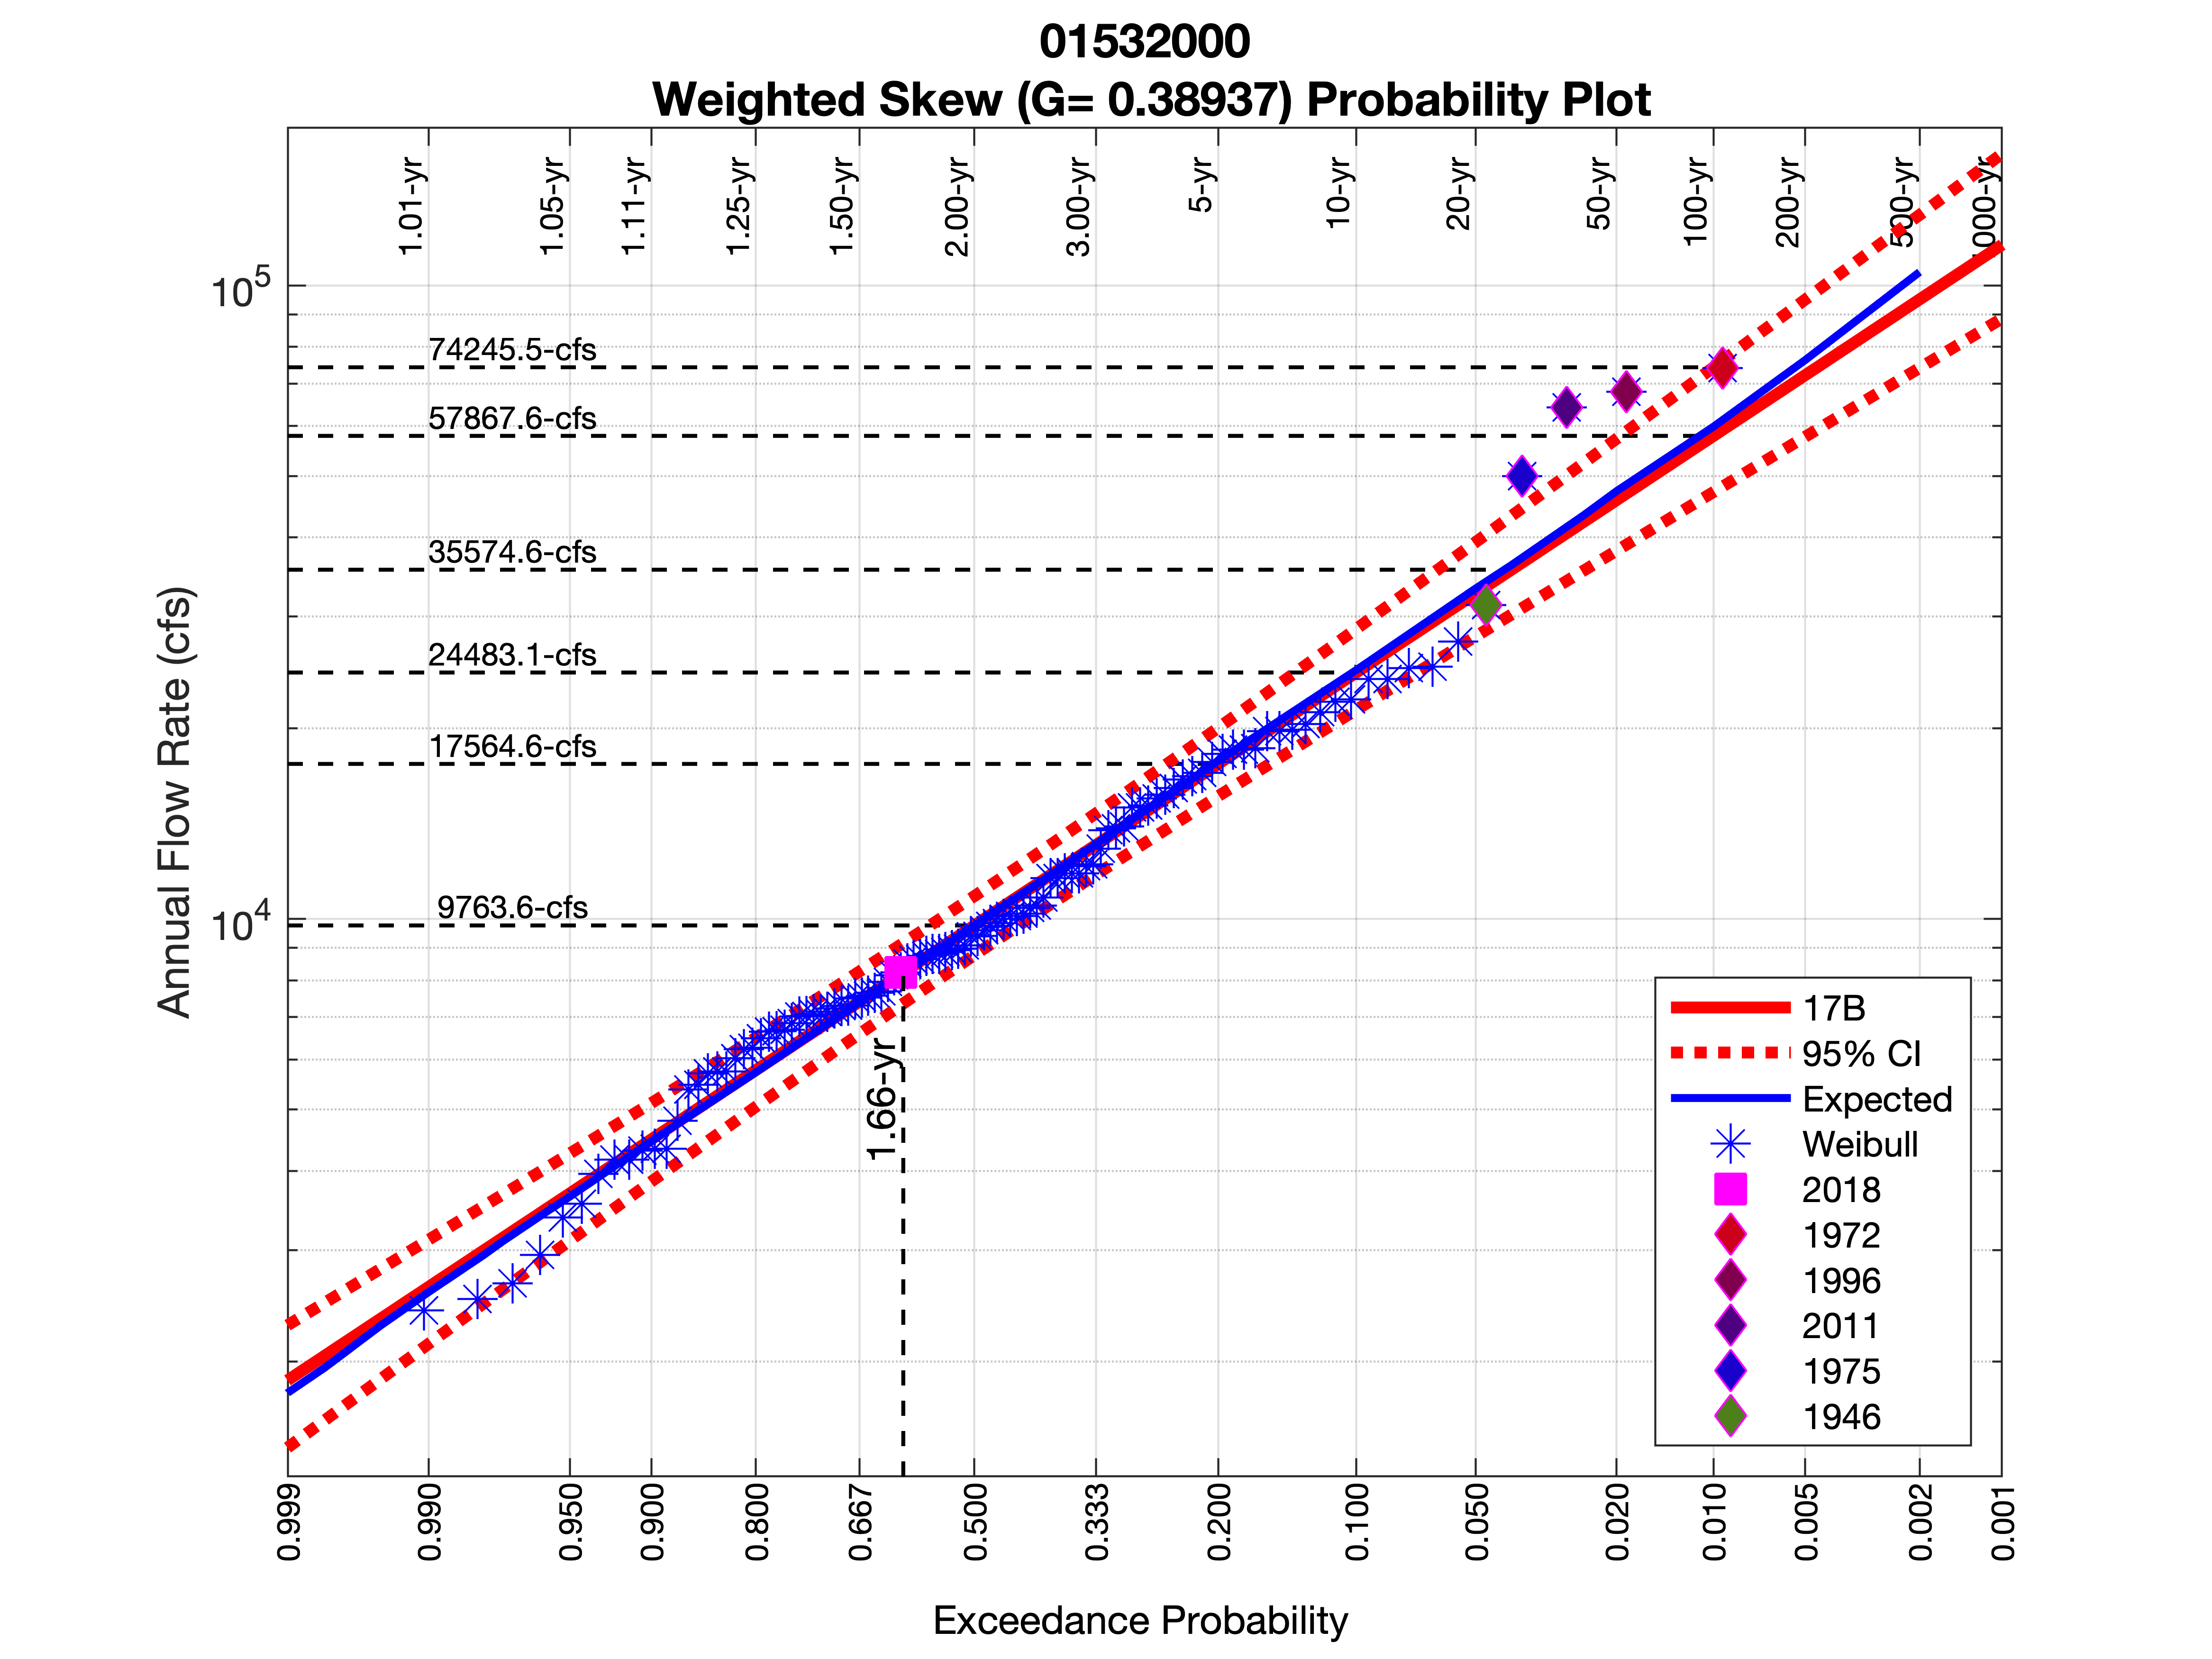 01532000
Weighted Skew (G= 0.38937) Probability Plot
1.01-yr
1.05-yr
1.11-yr
1.25-yr
1.50-yr
2.00-yr
3.00-yr
5-yr
10-yr
20-yr
50-yr
100-yr
200-yr
500-yr
000-yr
10^5
74245.5-cfs
57867.6-cfs
35574.6-cfs
24483.1-cfs
17564.6-cfs
9763.6-cfs
10^4
Annual Flow Rate (cfs)
1.66-yr
17B
95% CI
Expected
Weibull
2018
1972
1996
2011
1975
1946
0.999
0.990
0.950
0.900
0.800
0.667
0.500
0.333
0.200
0.100
0.050
0.020
0.010
0.005
0.002
0.001
Exceedance Probability